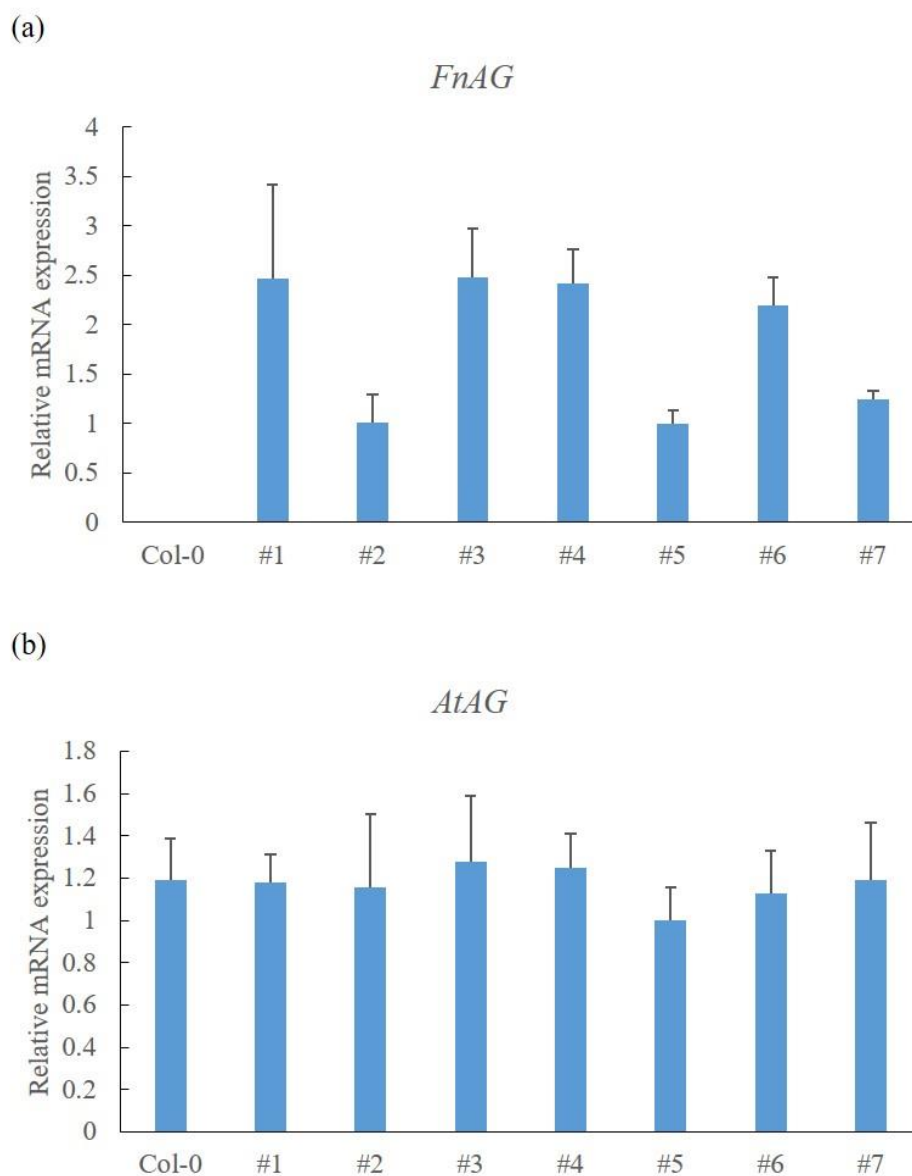 (a)
FnAG
Relative mRNA expression
4
3.5
3
2.5
2
1.5
1
0.5
0
Col-0 #1 #2 #3 #4 #5 #6 #7
(b)
AtAG
Relative mRNA expression
1.8
1.6
1.4
1.2
1
0.8
0.6
0.4
0.2
0
Col-0 #1 #2 #3 #4 #5 #6 #7